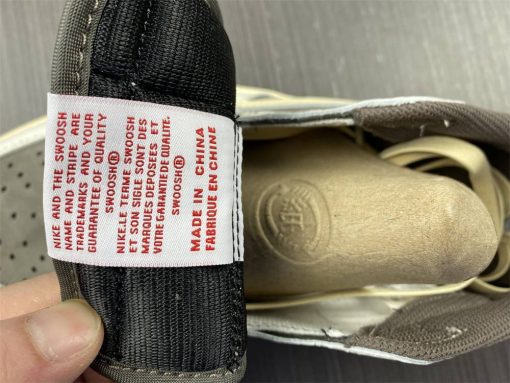 NIKE AND THE SWOOSH
NAME AND STRIPE ARE
TRADEMARKS AND YOUR
GUARANTEE OF QUALITY
SWOOSH®
NIKE.LE TERME SWOOSH
ET SON SIGLE SONT DES
MARQUES DEPOSEES ET
VOTRE GARANTIE DE QUALITE.
SWOOSH®
MADE IN CHINA
FABRIQUE EN CHINE